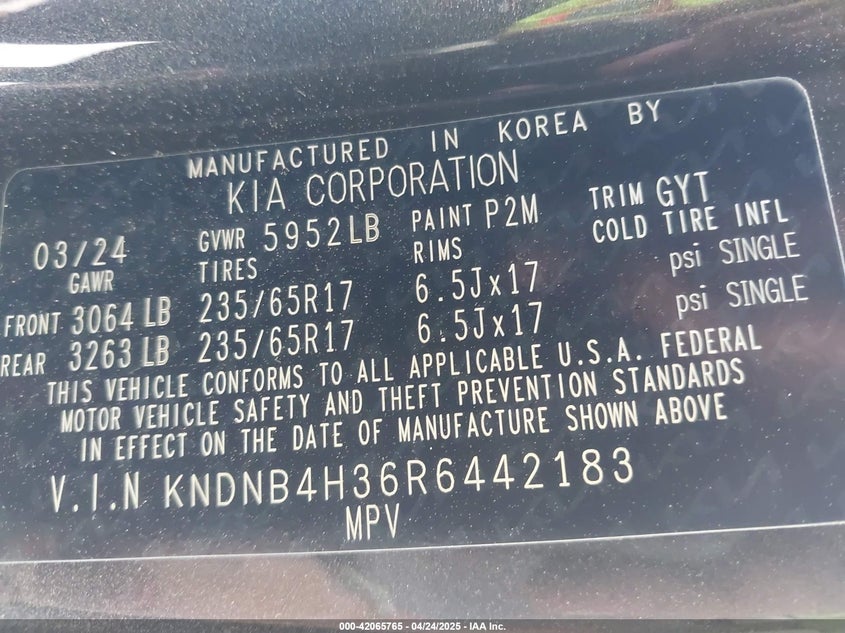 MANUFACTURED IN KOREA BY
KIA CORPORATION
03/24 GVWR 5952LB PAINT P2M TRIM GYT
GAWR TIRES RIMS COLD TIRE INFL
FRONT 3064 LB 235/65R17 6.5Jx17 psi SINGLE
REAR 3263 LB 235/65R17 6.5Jx17 psi SINGLE
THIS VEHICLE CONFORMS TO ALL APPLICABLE U.S.A. FEDERAL
MOTOR VEHICLE SAFETY AND THEFT PREVENTION STANDARDS
IN EFFECT ON THE DATE OF MANUFACTURE SHOWN ABOVE
V.I.N KNDNB4H36R6442183
MPV
000-42065765 - 04/24/2025 - IAA Inc.